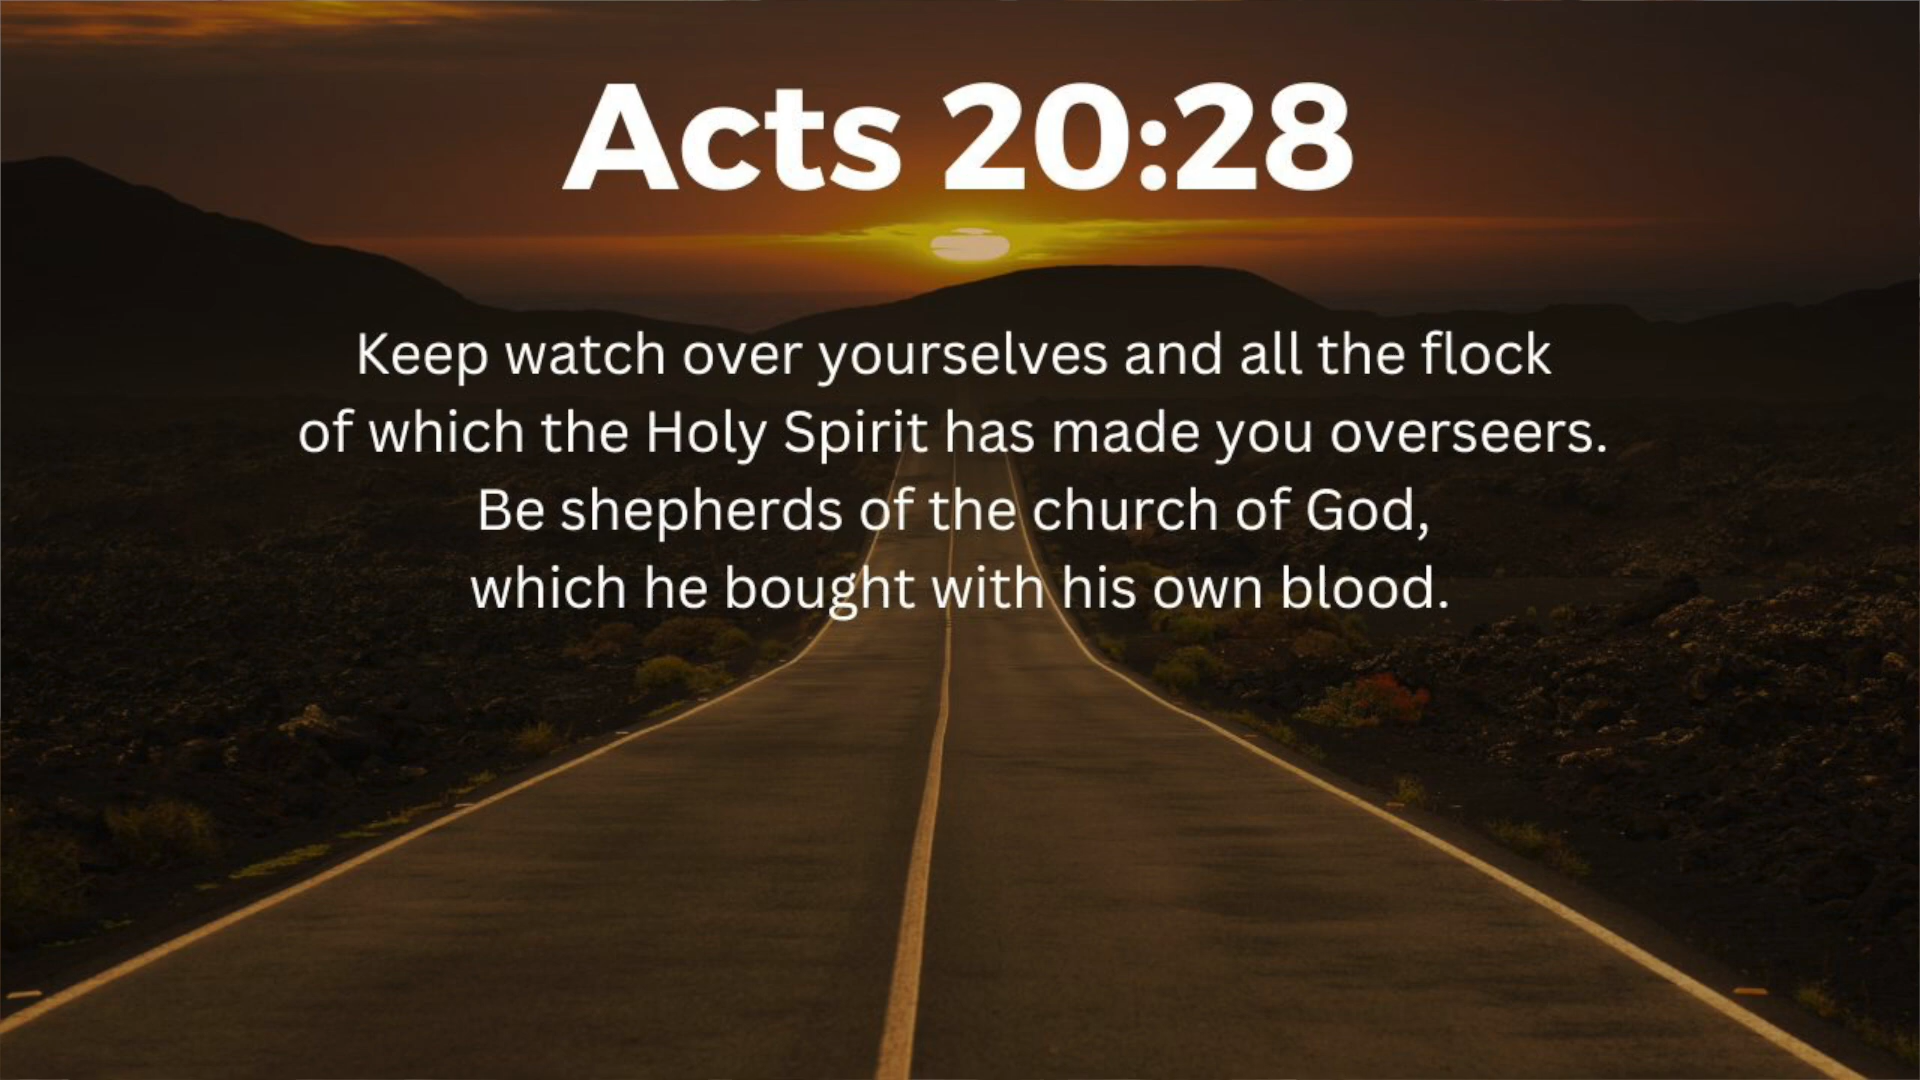 Acts 20:28
Keep watch over yourselves and all the flock
of which the Holy Spirit has made you overseers.
Be shepherds of the church of God,
which he bought with his own blood.